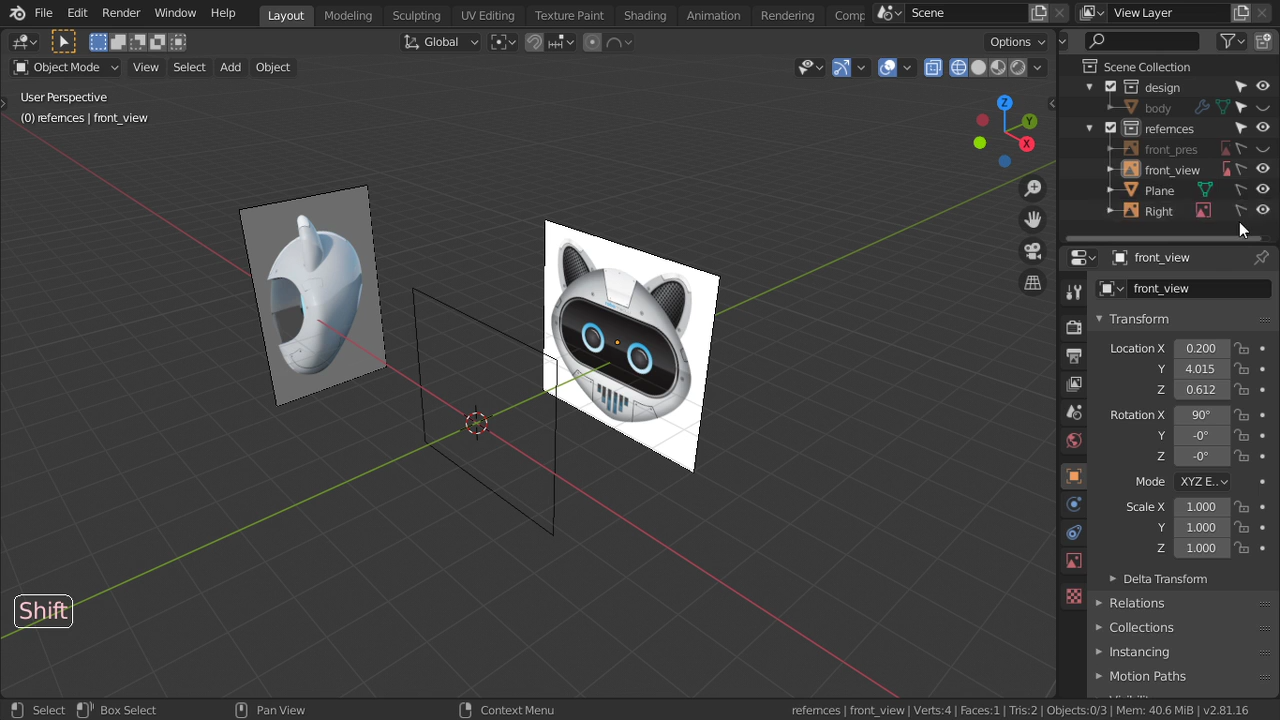 File Edit Render Window Help Layout Modeling Sculpting UV Editing Texture Paint Shading Animation Rendering Comp Scene View Layer
Global Options
Object Mode View Select Add Object
User Perspective
(0) refernces | front_view
Z
Y
X
Shift
Scene Collection
design
body
refernces
front_pres
front_view
Plane
Right
front_view
front_view
Transform
Location X 0.200
Y 4.015
Z 0.612
Rotation X 90°
Y -0°
Z -0°
Mode XYZ E..
Scale X 1.000
Y 1.000
Z 1.000
Delta Transform
Relations
Collections
Instancing
Motion Paths
Select Box Select Pan View Context Menu refernces | front_view | Verts:4 | Faces:1 | Tris:2 | Objects:0/3 | Mem: 40.6 MiB | v2.81.16